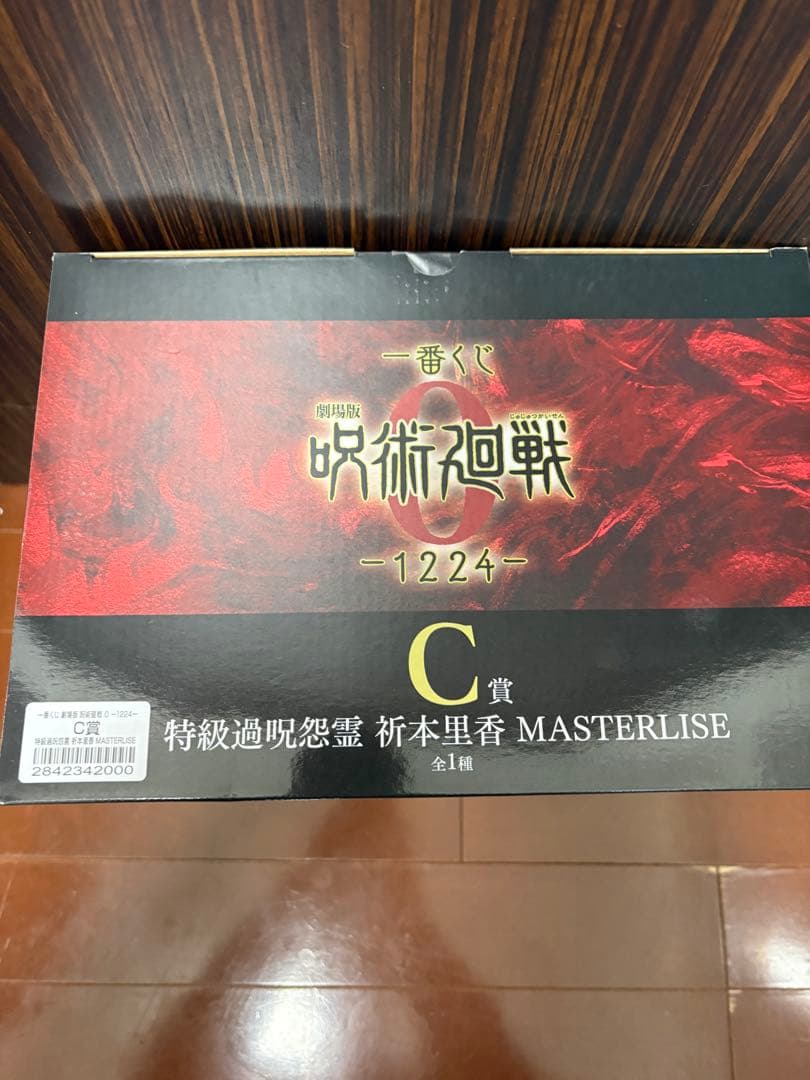 一番くじ
劇場版
じゅじゅつかいせん
呪術廻戦
0
-1224-
C賞
特級過呪怨霊 祈本里香 MASTERLISE
全1種
一番くじ 劇場版 呪術廻戦 0 -1224-
C賞
特級過呪怨霊 祈本里香 MASTERLISE
2842342000